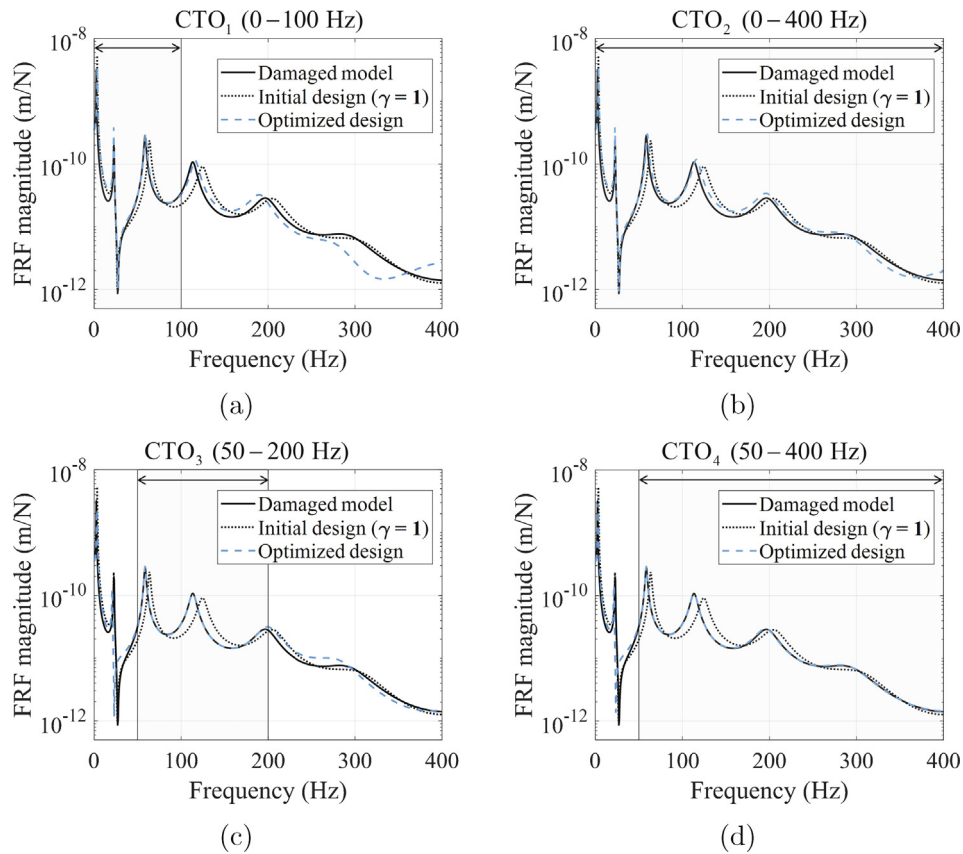 CTO₁ (0–100 Hz)
10⁻⁸
10⁻¹⁰
10⁻¹²
FRF magnitude (m/N)
Damaged model
Initial design (γ = 1)
Optimized design
0 100 200 300 400
Frequency (Hz)
(a)
CTO₂ (0–400 Hz)
10⁻⁸
10⁻¹⁰
10⁻¹²
FRF magnitude (m/N)
Damaged model
Initial design (γ = 1)
Optimized design
0 100 200 300 400
Frequency (Hz)
(b)
CTO₃ (50–200 Hz)
10⁻⁸
10⁻¹⁰
10⁻¹²
FRF magnitude (m/N)
Damaged model
Initial design (γ = 1)
Optimized design
0 100 200 300 400
Frequency (Hz)
(c)
CTO₄ (50–400 Hz)
10⁻⁸
10⁻¹⁰
10⁻¹²
FRF magnitude (m/N)
Damaged model
Initial design (γ = 1)
Optimized design
0 100 200 300 400
Frequency (Hz)
(d)